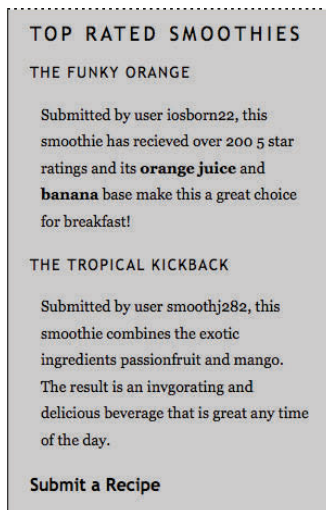 TOP RATED SMOOTHIES
THE FUNKY ORANGE
Submitted by user iosborn22, this
smoothie has recieved over 200 5 star
ratings and its orange juice and
banana base make this a great choice
for breakfast!
THE TROPICAL KICKBACK
Submitted by user smoothj282, this
smoothie combines the exotic
ingredients passionfruit and mango.
The result is an invgorating and
delicious beverage that is great any time
of the day.
Submit a Recipe